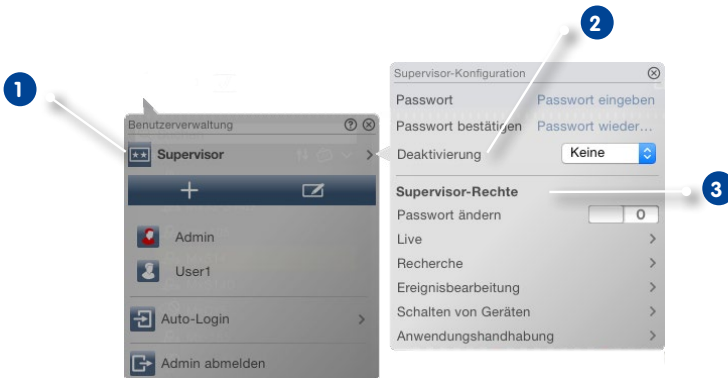 1
2
3
Benutzerverwaltung
Supervisor
Admin
User1
Auto-Login
Admin abmelden
Supervisor-Konfiguration
Passwort Passwort eingeben
Passwort bestätigen Passwort wieder...
Deaktivierung Keine
Supervisor-Rechte
Passwort ändern 0
Live
Recherche
Ereignisbearbeitung
Schalten von Geräten
Anwendungshandhabung